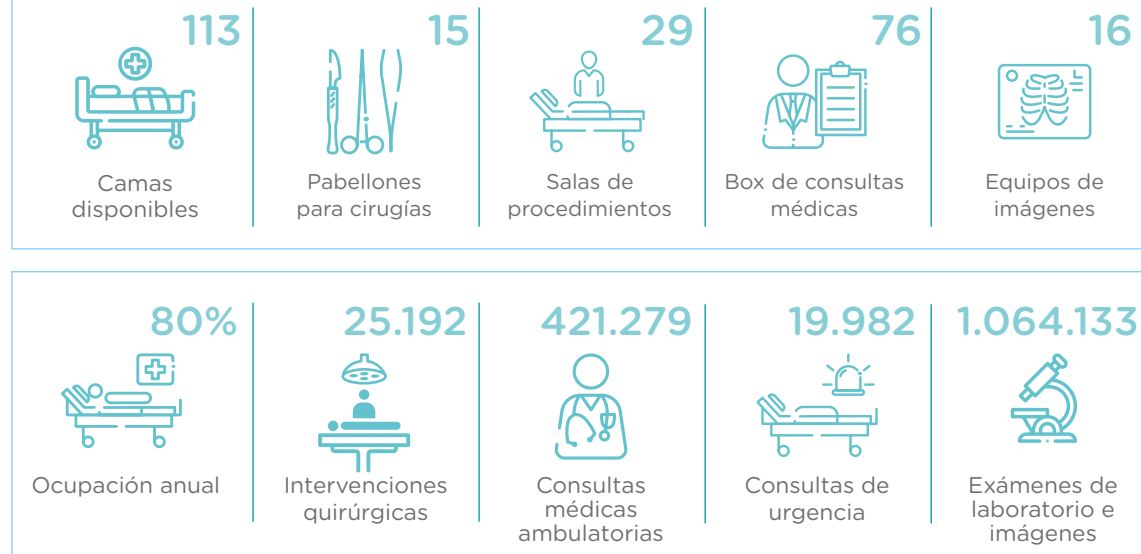 113
Camas
disponibles
15
Pabellones
para cirugías
29
Salas de
procedimientos
76
Box de consultas
médicas
16
Equipos de
imágenes
80%
Ocupación anual
25.192
Intervenciones
quirúrgicas
421.279
Consultas
médicas
ambulatorias
19.982
Consultas de
urgencia
1.064.133
Exámenes de
laboratorio e
imágenes